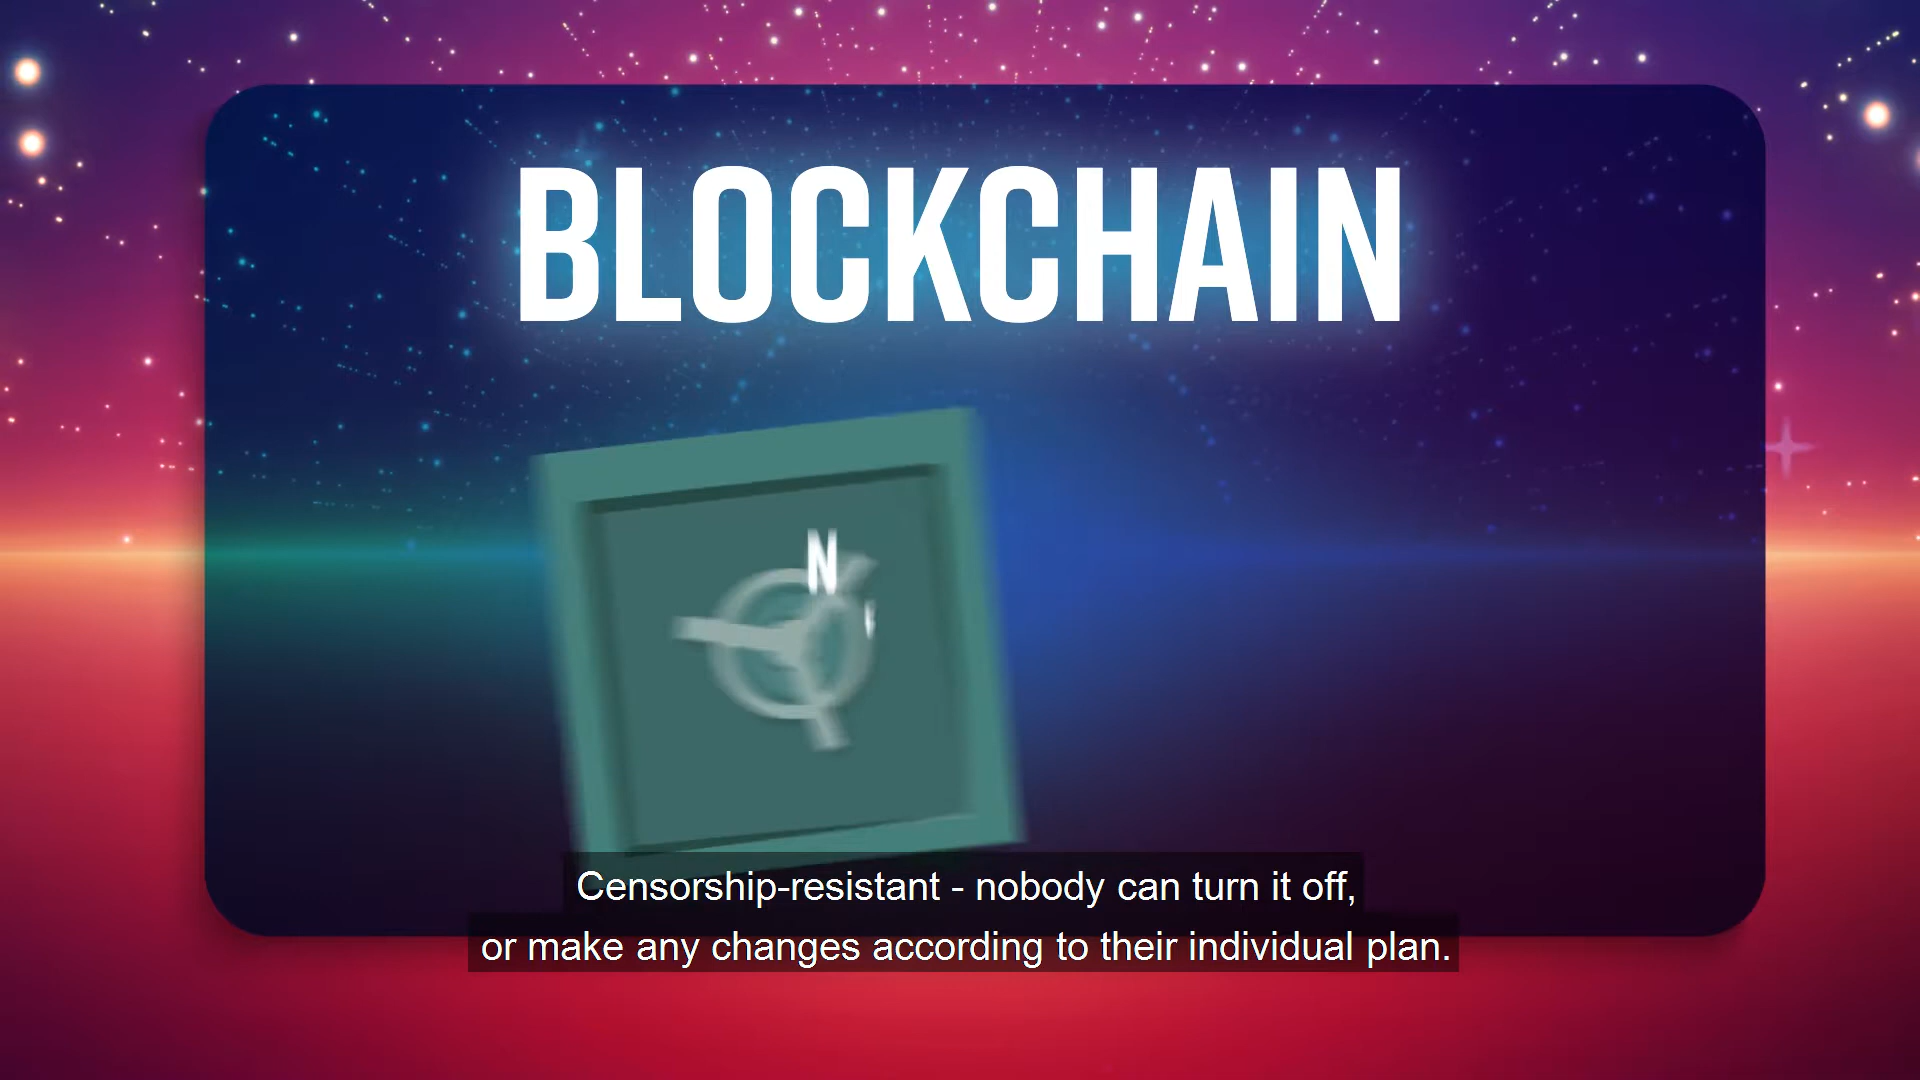 BLOCKCHAIN
N
Censorship-resistant - nobody can turn it off,
or make any changes according to their individual plan.